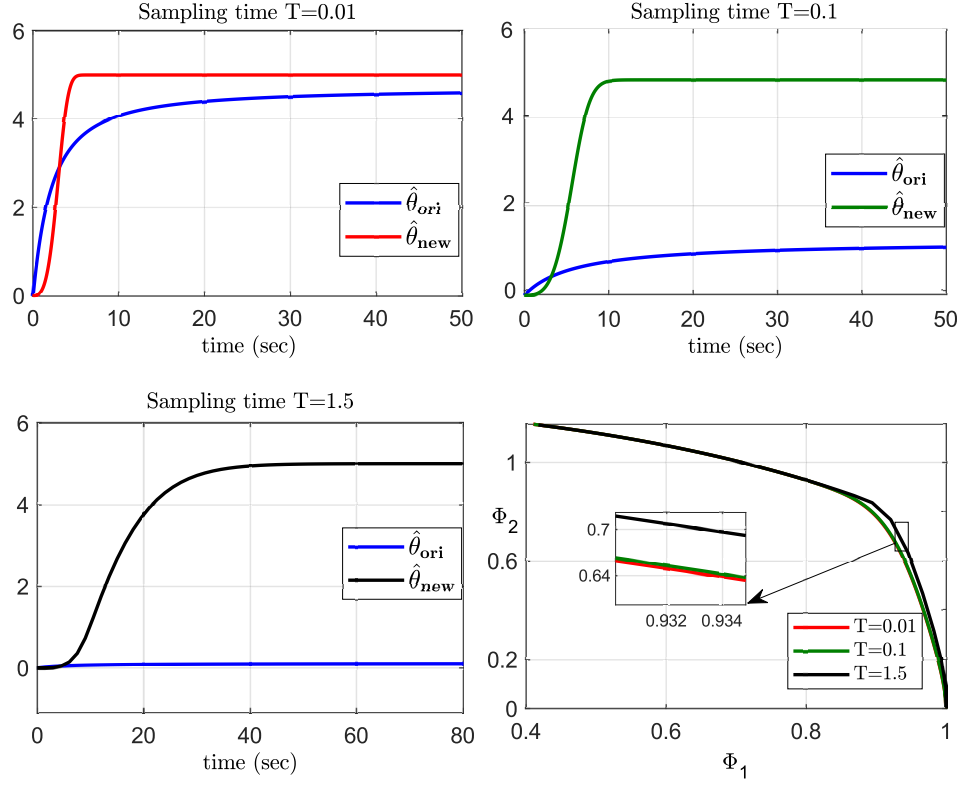 Sampling time T=0.01
6
4
2
0
0 10 20 30 40 50
time (sec)
θ̂ori
θ̂new
Sampling time T=0.1
6
4
2
0
0 10 20 30 40 50
time (sec)
θ̂ori
θ̂new
Sampling time T=1.5
6
4
2
0
0 20 40 60 80
time (sec)
θ̂ori
θ̂new
Φ2
1
0.6
0.2
0
0.4 0.6 0.8 1
Φ1
0.7
0.64
0.932 0.934
T=0.01
T=0.1
T=1.5